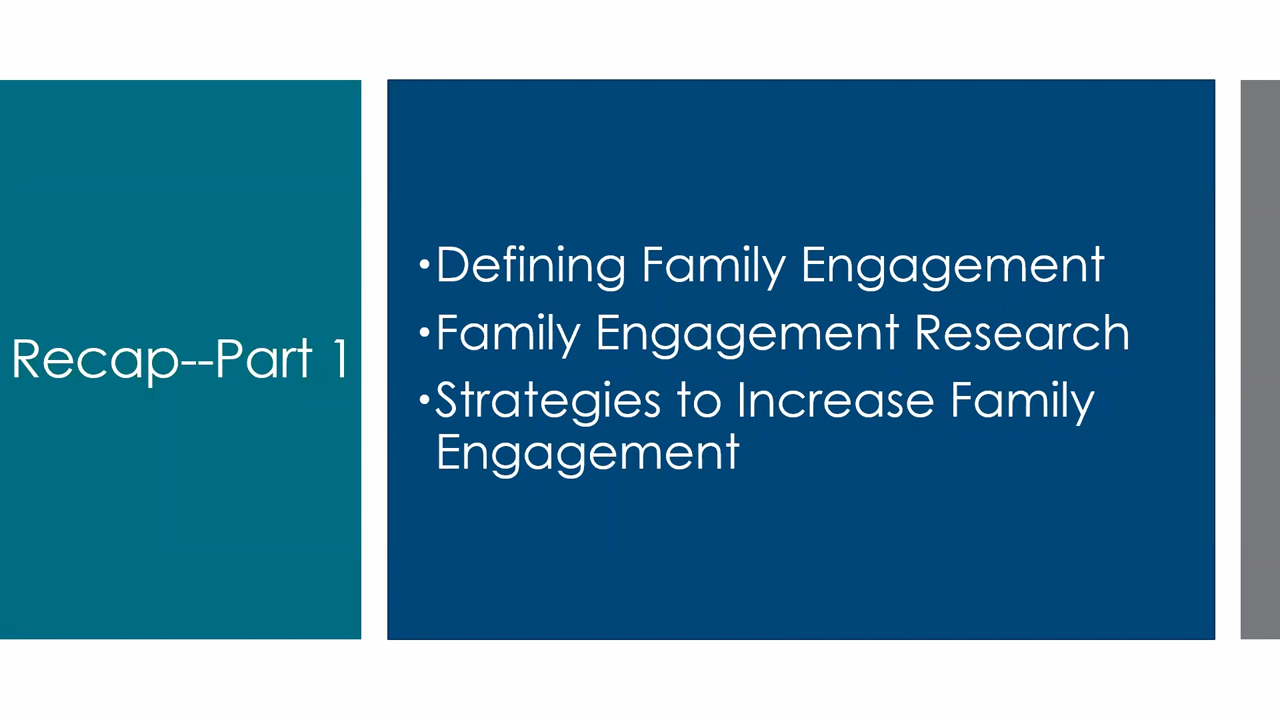 Recap--Part 1
•Defining Family Engagement
•Family Engagement Research
•Strategies to Increase Family
Engagement